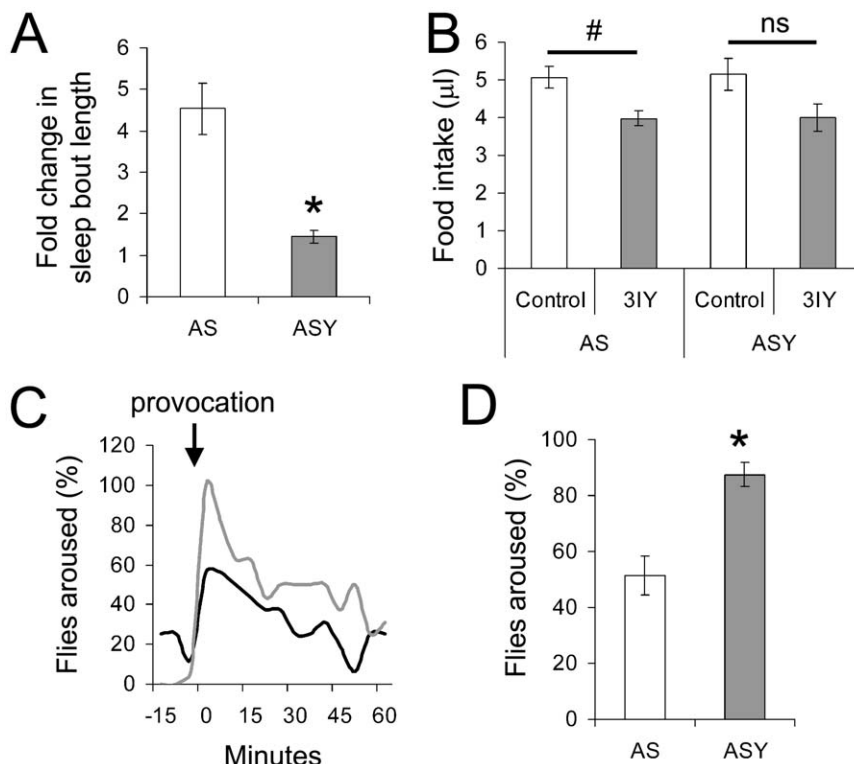 A
Fold change in
sleep bout length
6
5
4
3
2
1
0
*
AS ASY
B
Food intake (µl)
6
5
4
3
2
1
0
# ns
Control 3IY Control 3IY
AS ASY
C
provocation
Flies aroused (%)
120
100
80
60
40
20
0
-15 0 15 30 45 60
Minutes
D
Flies aroused (%)
100
80
60
40
20
0
*
AS ASY